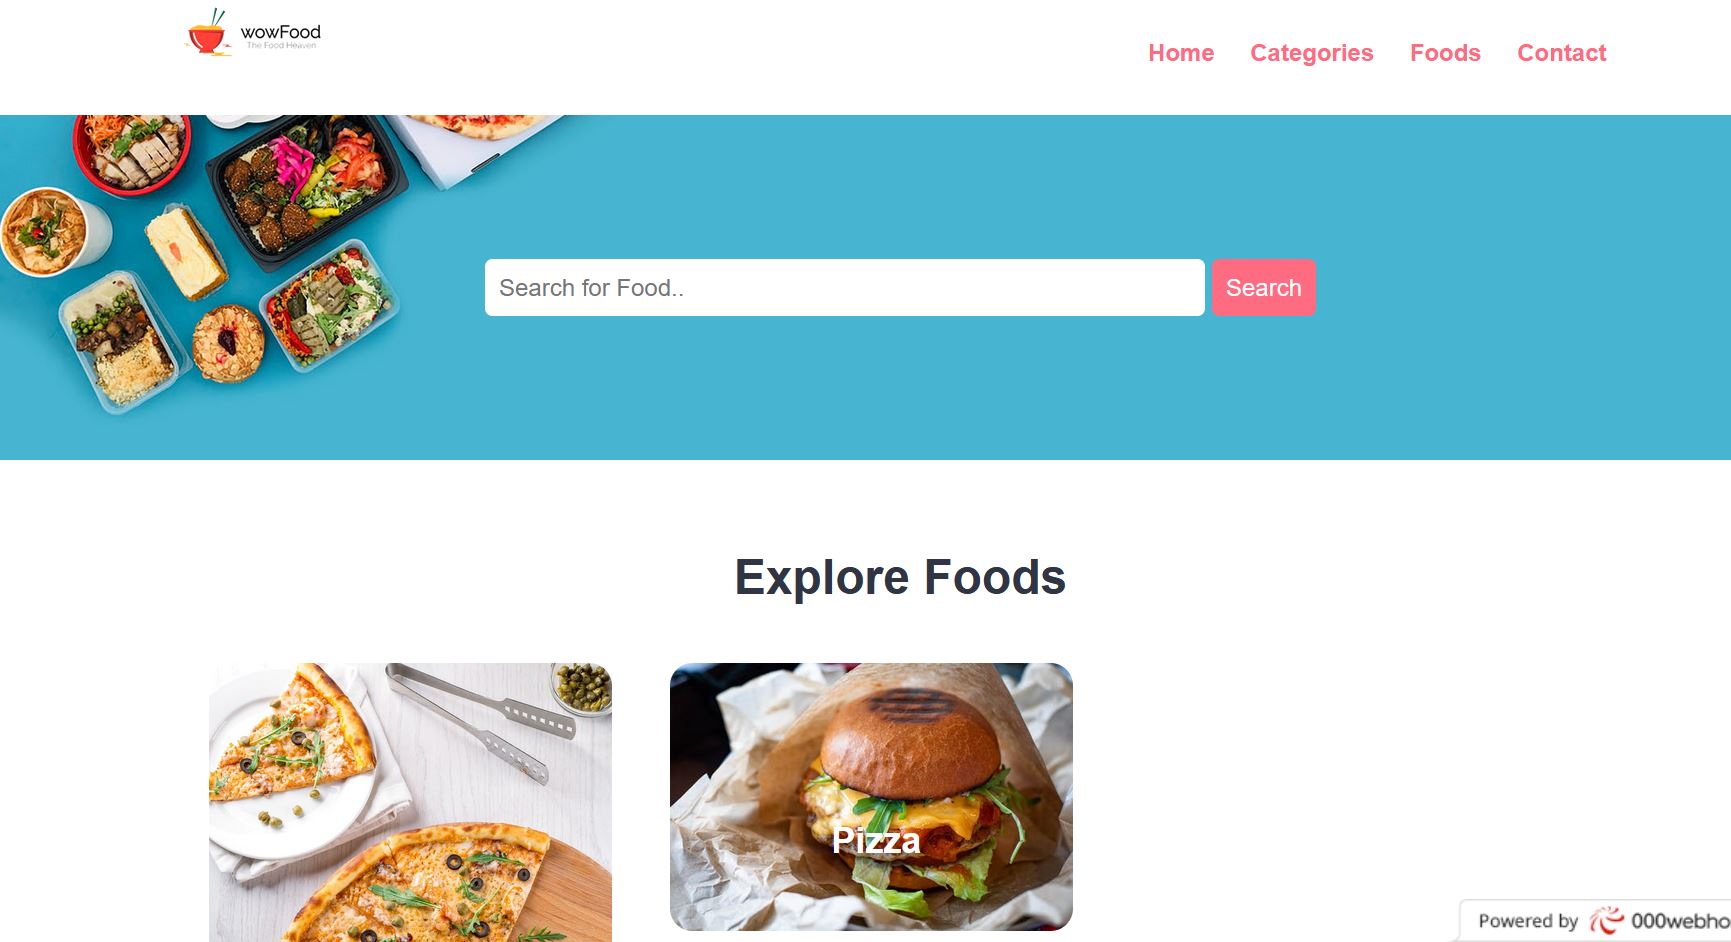 wowFood
The Food Heaven
Home Categories Foods Contact
Search for Food.. Search
Explore Foods
Pizza
Powered by 000webho